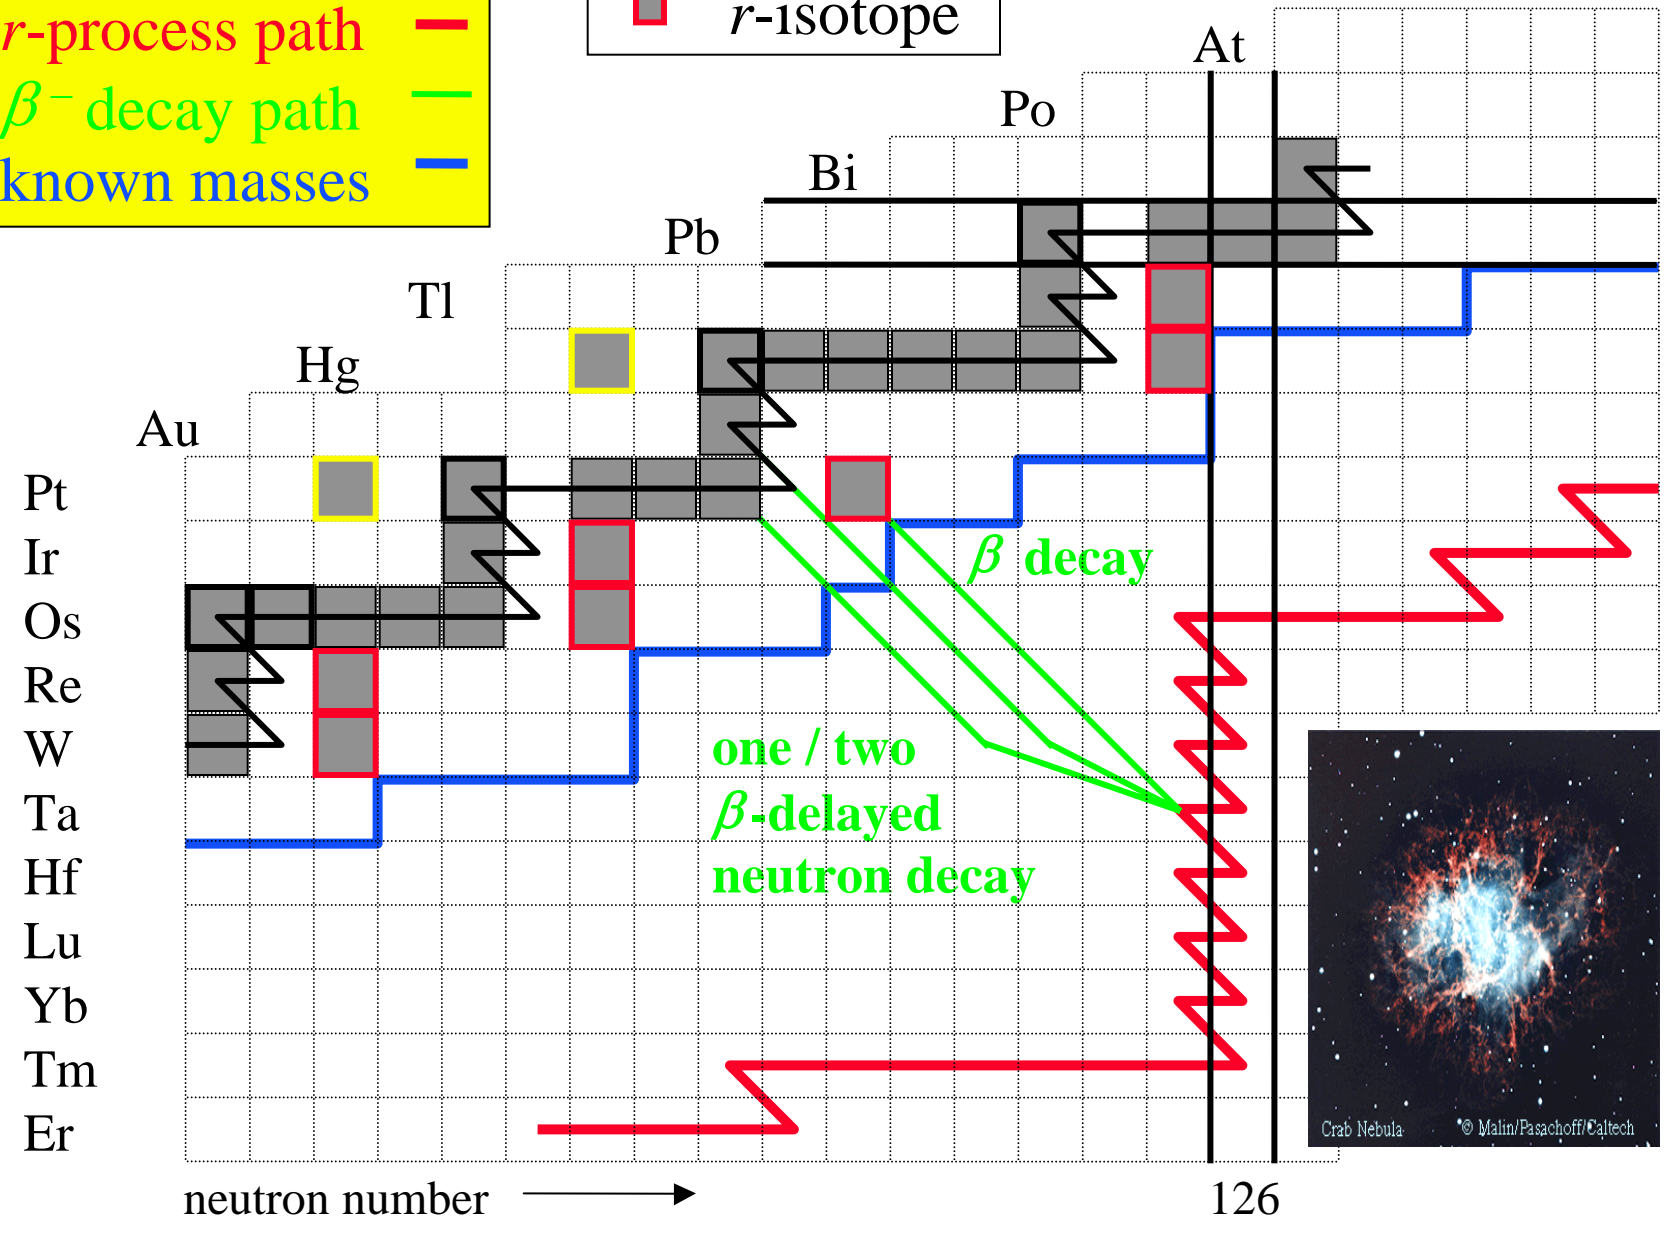 r-process path
β⁻ decay path
known masses
r-isotope
At
Po
Bi
Pb
Tl
Hg
Au
Pt
Ir
Os
Re
W
Ta
Hf
Lu
Yb
Tm
Er
β decay
one / two
β-delayed
neutron decay
Crab Nebula
© Malin/Pasachoff/Caltech
neutron number
126